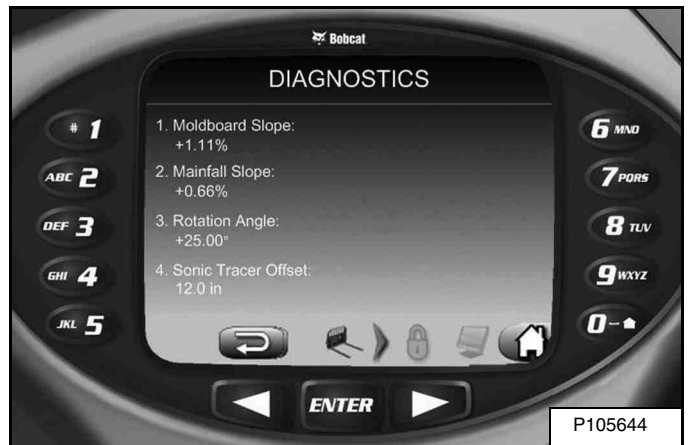 Bobcat
DIAGNOSTICS
1. Moldboard Slope:
+1.11%
2. Mainfall Slope:
+0.66%
3. Rotation Angle:
+25.00°
4. Sonic Tracer Offset:
12.0 in
# 1
ABC 2
DEF 3
GHI 4
JKL 5
6 MNO
7 PQRS
8 TUV
9 WXYZ
0-
ENTER
P105644